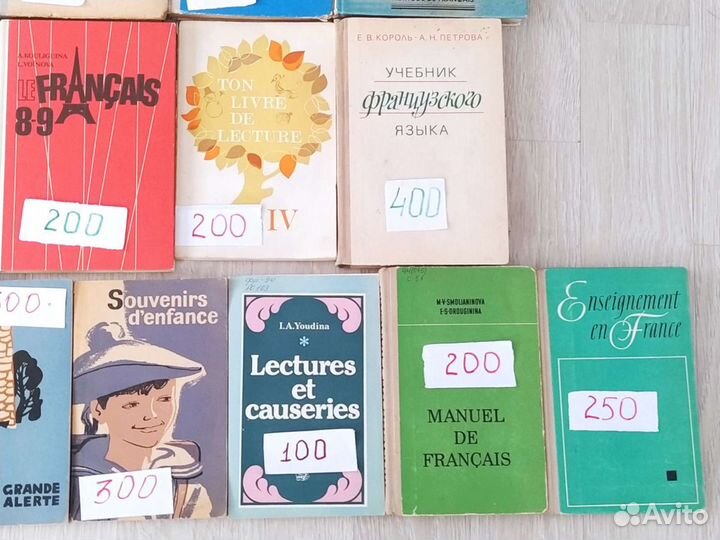 A. KOULIGUINA
LE FRANÇAIS
8-9
200
TON
LIVRE
DE
LECTURE
IV
200
Е. В. КОРОЛЬ - А. Н. ПЕТРОВА
УЧЕБНИК
французского
ЯЗЫКА
400
300.
GRANDE
ALERTE
Souvenirs
d'enfance
300
I.A.Youdina
*
Lectures
et
causeries
100
M·V·SMOLIANINOVA
E·S·DROUGININA
200
MANUEL
DE
FRANÇAIS
Enseignement
en France
250
Avito